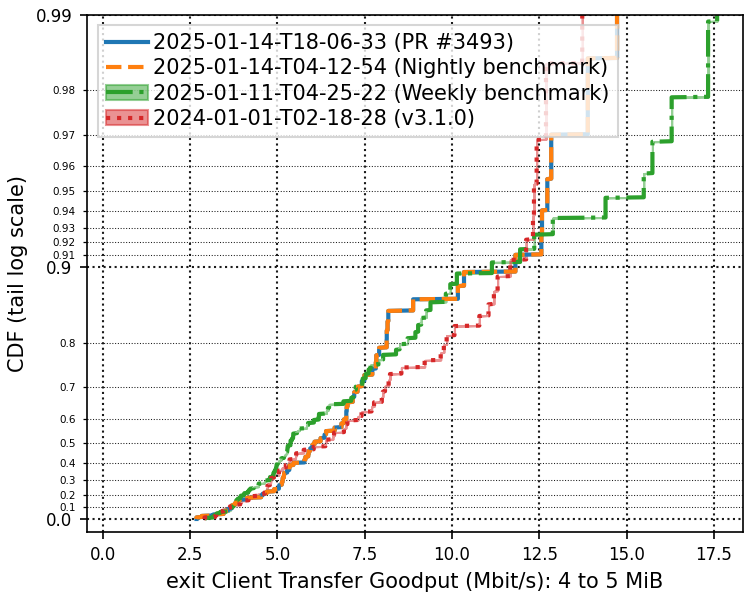 0.99
2025-01-14-T18-06-33 (PR #3493)
2025-01-14-T04-12-54 (Nightly benchmark)
2025-01-11-T04-25-22 (Weekly benchmark)
2024-01-01-T02-18-28 (v3.1.0)
0.98
0.97
0.96
0.95
0.94
0.93
0.92
0.91
0.9
0.8
0.7
0.6
0.5
0.4
0.3
0.2
0.1
0.0
CDF (tail log scale)
0.0 2.5 5.0 7.5 10.0 12.5 15.0 17.5
exit Client Transfer Goodput (Mbit/s): 4 to 5 MiB